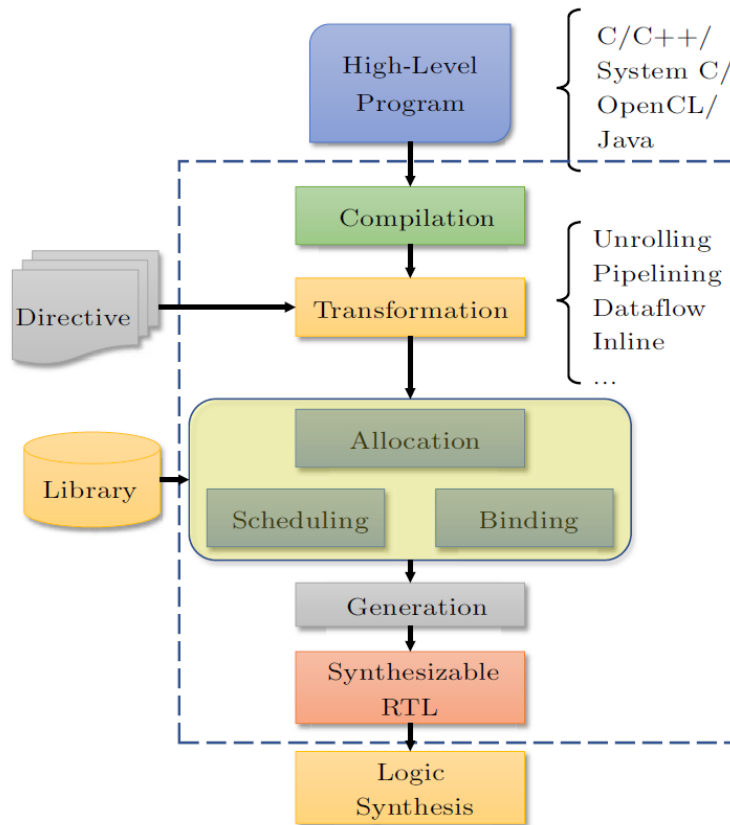 High-Level
Program
C/C++/
System C/
OpenCL/
Java
Compilation
Unrolling
Pipelining
Dataflow
Inline
...
Directive
Transformation
Allocation
Library
Scheduling
Binding
Generation
Synthesizable
RTL
Logic
Synthesis